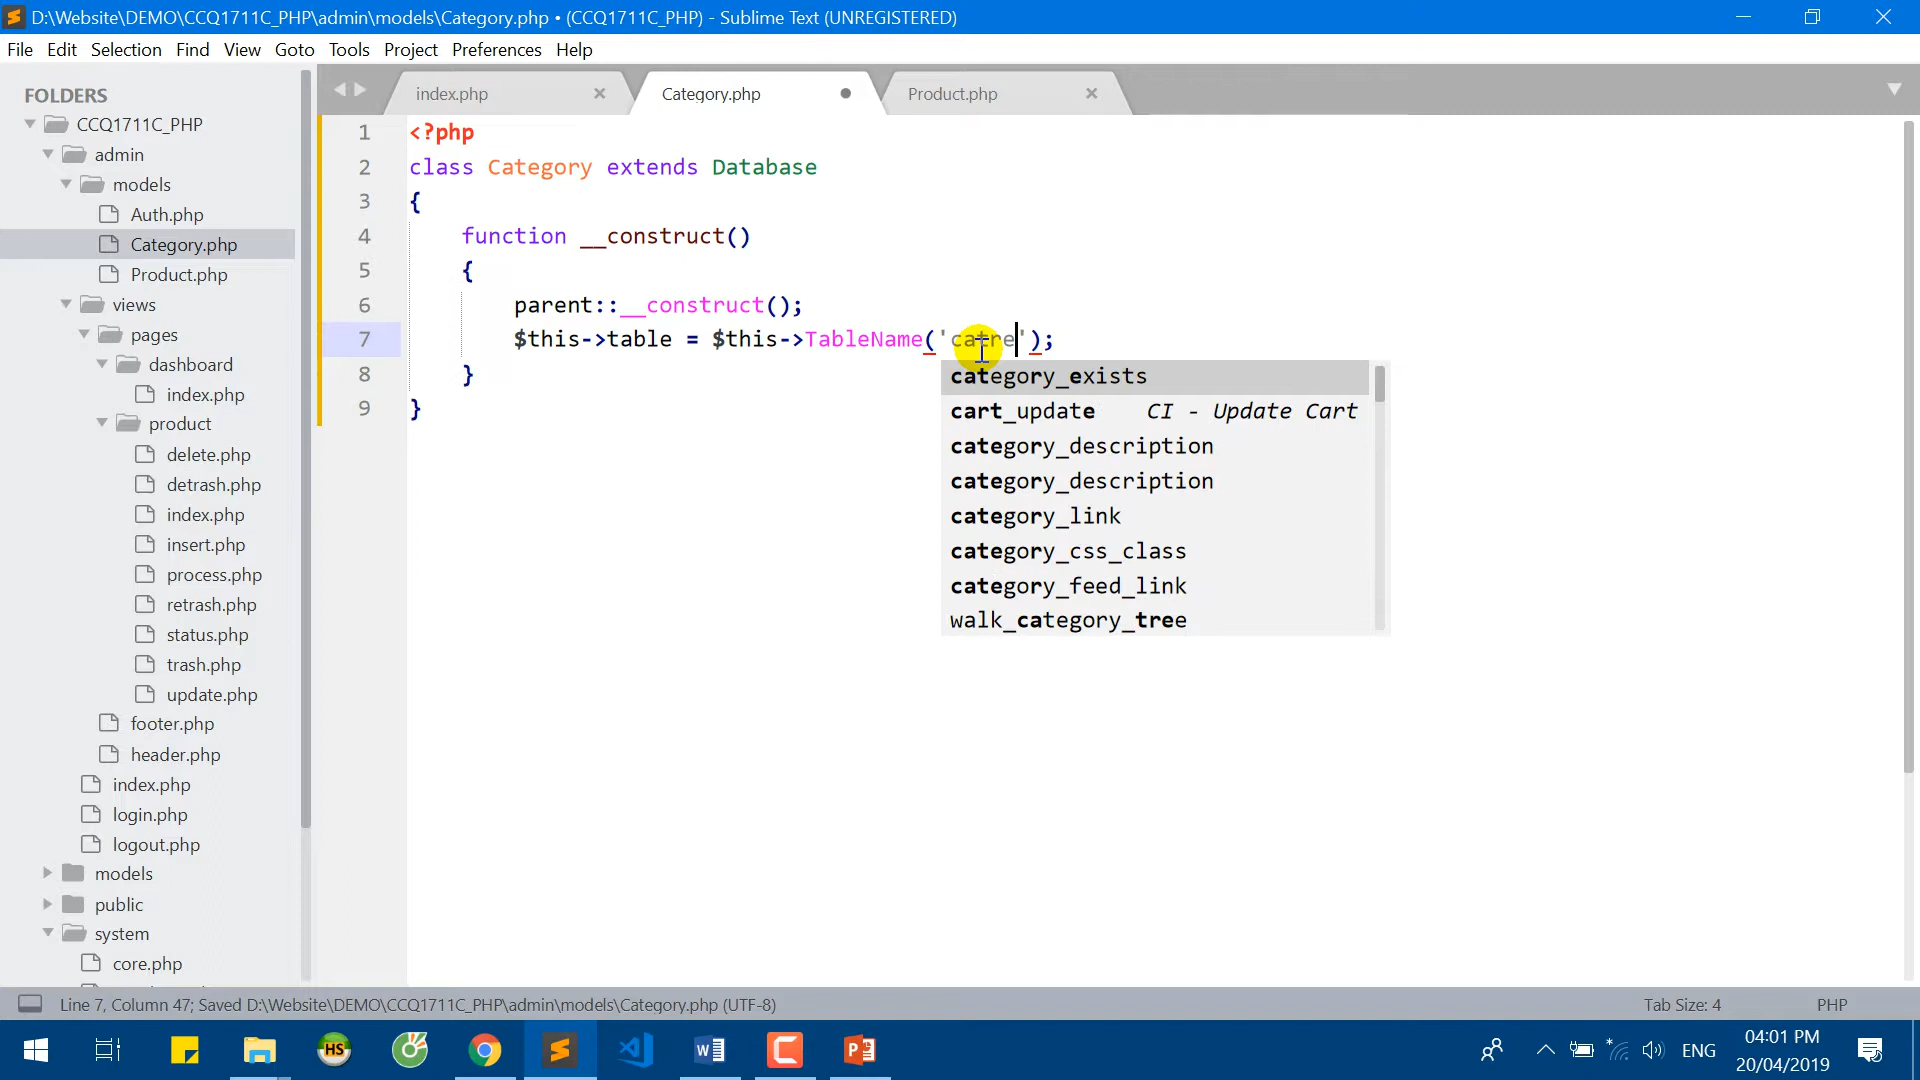 D:\Website\DEMO\CCQ1711C_PHP\admin\models\Category.php • (CCQ1711C_PHP) - Sublime Text (UNREGISTERED)
File Edit Selection Find View Goto Tools Project Preferences Help
FOLDERS
CCQ1711C_PHP
admin
models
Auth.php
Category.php
Product.php
views
pages
dashboard
index.php
product
delete.php
detrash.php
index.php
insert.php
process.php
retrash.php
status.php
trash.php
update.php
footer.php
header.php
index.php
login.php
logout.php
models
public
system
core.php
index.php Category.php Product.php
1 <?php
2 class Category extends Database
3 {
4 function __construct()
5 {
6 parent::__construct();
7 $this->table = $this->TableName('catre');
8 }
9 }
category_exists
cart_update CI - Update Cart
category_description
category_description
category_link
category_css_class
category_feed_link
walk_category_tree
Line 7, Column 47; Saved D:\Website\DEMO\CCQ1711C_PHP\admin\models\Category.php (UTF-8) Tab Size: 4 PHP
HS
ENG
04:01 PM
20/04/2019